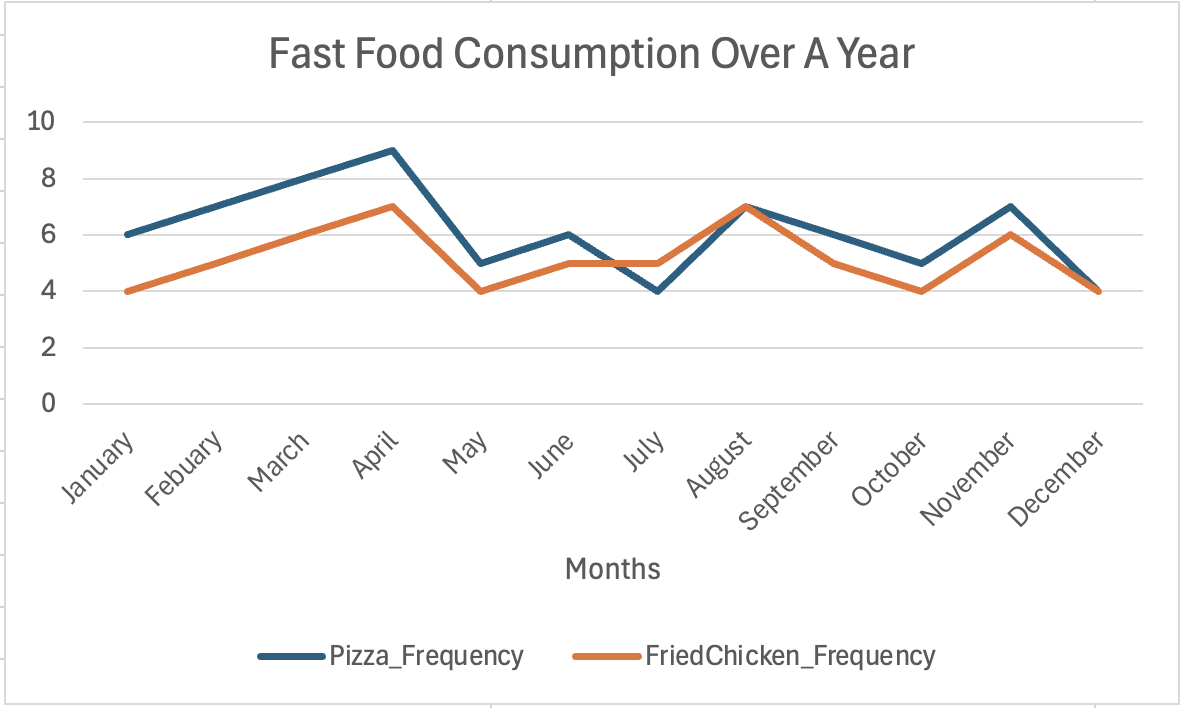 Fast Food Consumption Over A Year
10
8
6
4
2
0
January Febuary March April May June July August September October November December
Months
Pizza_Frequency FriedChicken_Frequency